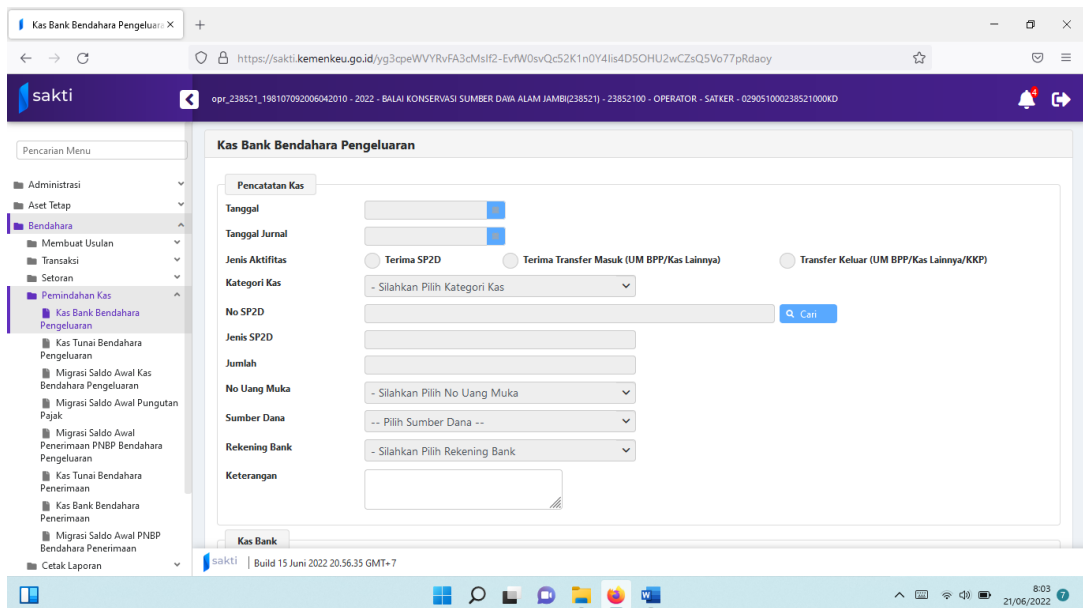 Kas Bank Bendahara Pengeluara
https://sakti.kemenkeu.go.id/yg3cpeWVYRvFA3cMsIf2-EvfW0svQc52K1n0Y4Iis4D5OHU2wCZsQ5Vo77pRdaoy
sakti
opr_238521_198107092006042010 - 2022 - BALAI KONSERVASI SUMBER DAYA ALAM JAMBI(238521) - 23852100 - OPERATOR - SATKER - 029051000238521000KD
4
Pencarian Menu
Administrasi
Aset Tetap
Bendahara
Membuat Usulan
Transaksi
Setoran
Pemindahan Kas
Kas Bank Bendahara
Pengeluaran
Kas Tunai Bendahara
Pengeluaran
Migrasi Saldo Awal Kas
Bendahara Pengeluaran
Migrasi Saldo Awal Pungutan
Pajak
Migrasi Saldo Awal
Penerimaan PNBP Bendahara
Pengeluaran
Kas Tunai Bendahara
Penerimaan
Kas Bank Bendahara
Penerimaan
Migrasi Saldo Awal PNBP
Bendahara Penerimaan
Cetak Laporan
Kas Bank Bendahara Pengeluaran
Pencatatan Kas
Tanggal
Tanggal Jurnal
Jenis Aktifitas Terima SP2D Terima Transfer Masuk (UM BPP/Kas Lainnya) Transfer Keluar (UM BPP/Kas Lainnya/KKP)
Kategori Kas - Silahkan Pilih Kategori Kas
No SP2D Cari
Jenis SP2D
Jumlah
No Uang Muka - Silahkan Pilih No Uang Muka
Sumber Dana -- Pilih Sumber Dana --
Rekening Bank - Silahkan Pilih Rekening Bank
Keterangan
Kas Bank
sakti | Build 15 Juni 2022 20.56.35 GMT+7
8:03
21/06/2022
7